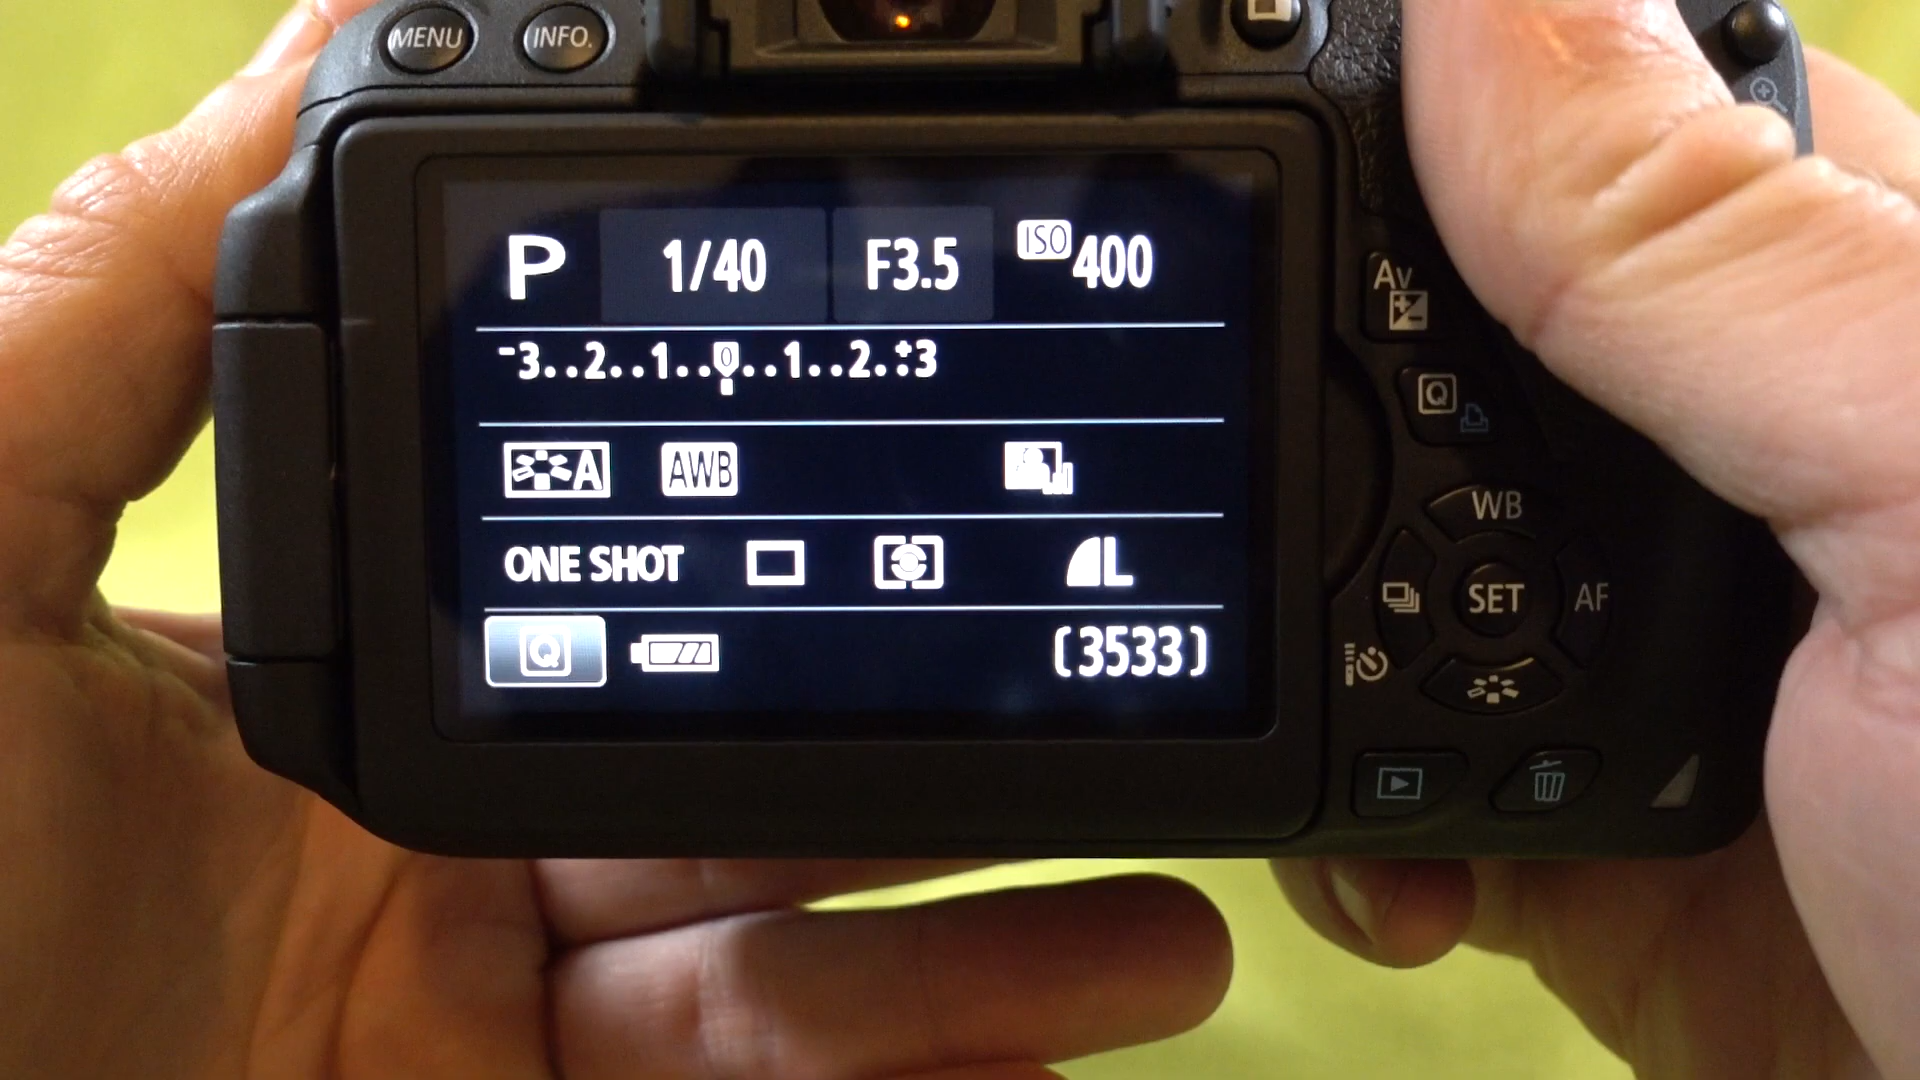 MENU INFO.
P 1/40 F3.5 ISO 400
-3..2..1..0..1..2.:+3
A AWB
ONE SHOT L
Q (3533)
Av
Q
WB
SET AF